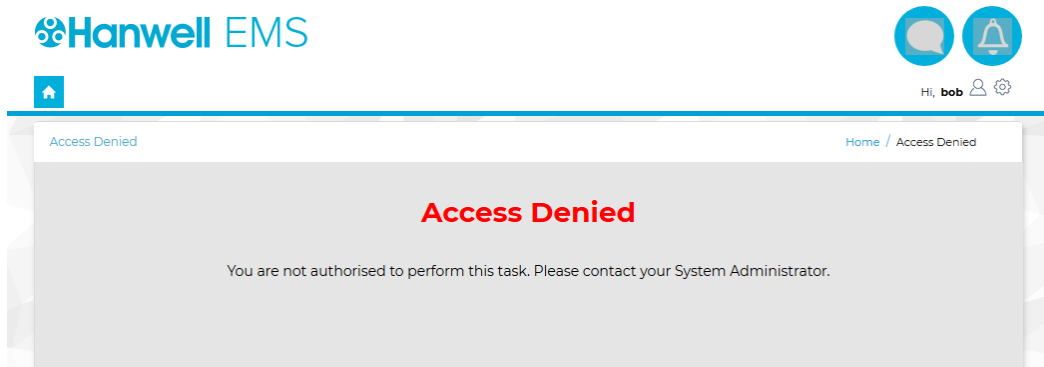 Hanwell EMS
Hi, bob
Access Denied
Home / Access Denied
Access Denied
You are not authorised to perform this task. Please contact your System Administrator.